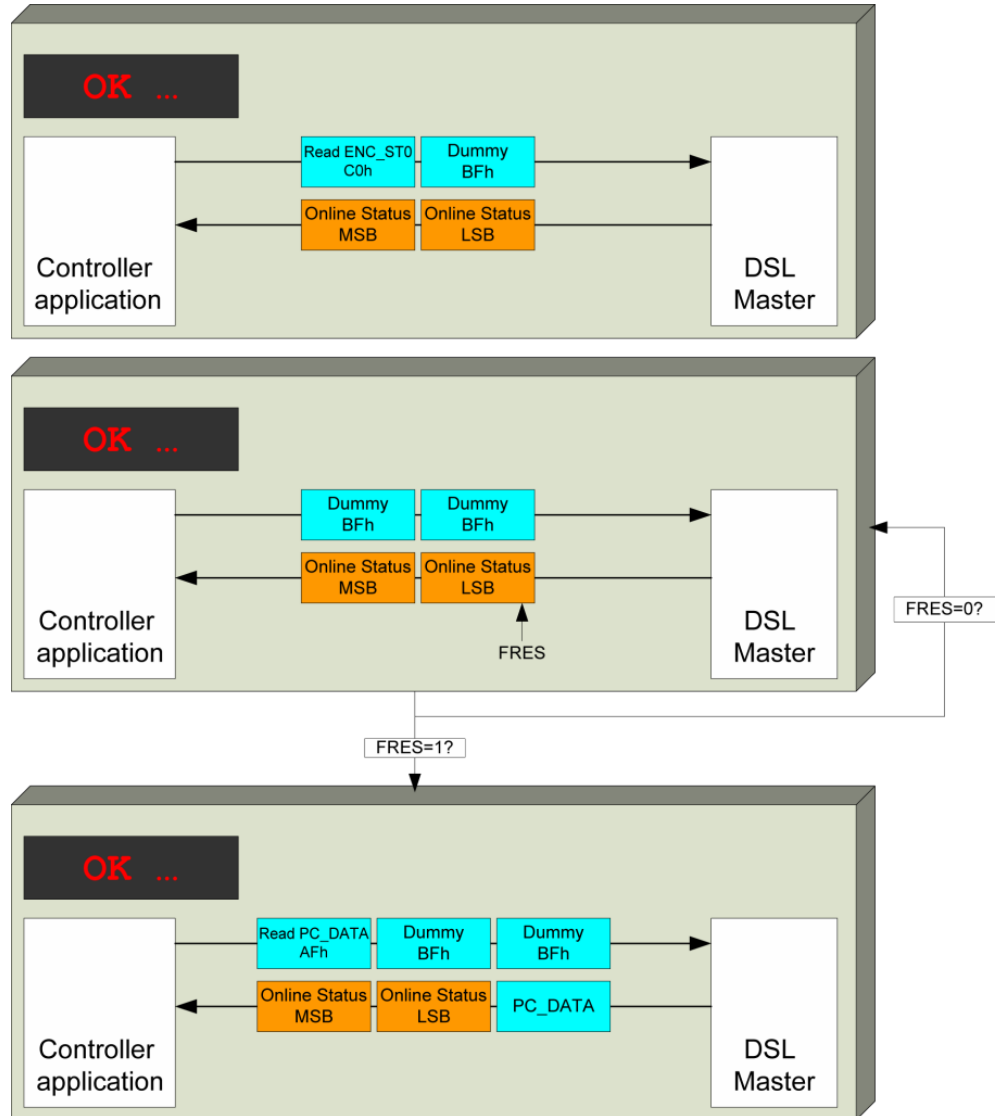 OK ...
Read ENC_ST0
C0h
Dummy
BFh
Online Status
MSB
Online Status
LSB
Controller
application
DSL
Master
OK ...
Dummy
BFh
Dummy
BFh
Online Status
MSB
Online Status
LSB
FRES
Controller
application
DSL
Master
FRES=0?
FRES=1?
OK ...
Read PC_DATA
AFh
Dummy
BFh
Dummy
BFh
Online Status
MSB
Online Status
LSB
PC_DATA
Controller
application
DSL
Master